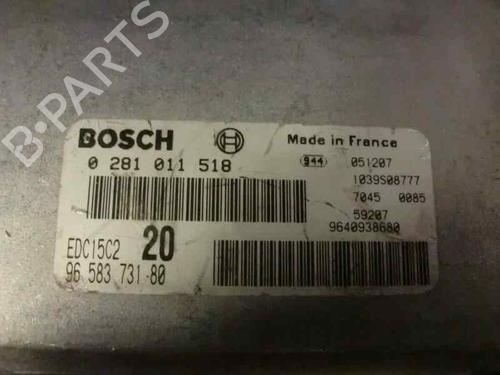 B-PARTS
BOSCH
Made in France
0 281 011 518
944 051207
1039S08777
7045 0085
59207
9640938680
EDC15C2 20
96 583 731-80